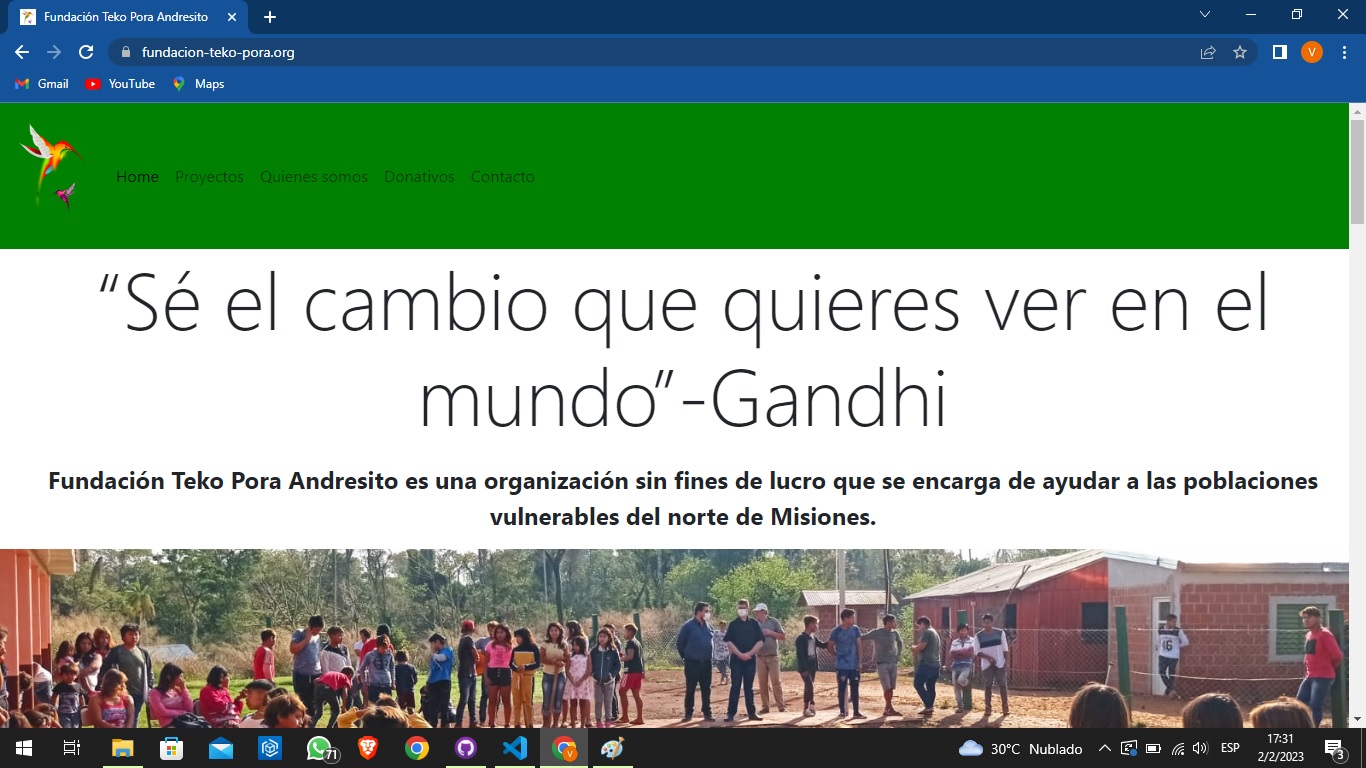 Fundación Teko Pora Andresito
fundacion-teko-pora.org
V
Gmail
YouTube
Maps
Home
Proyectos
Quienes somos
Donativos
Contacto
“Sé el cambio que quieres ver en el
mundo”-Gandhi
Fundación Teko Pora Andresito es una organización sin fines de lucro que se encarga de ayudar a las poblaciones
vulnerables del norte de Misiones.
71
V
30°C Nublado
ESP
17:31
2/2/2023
3